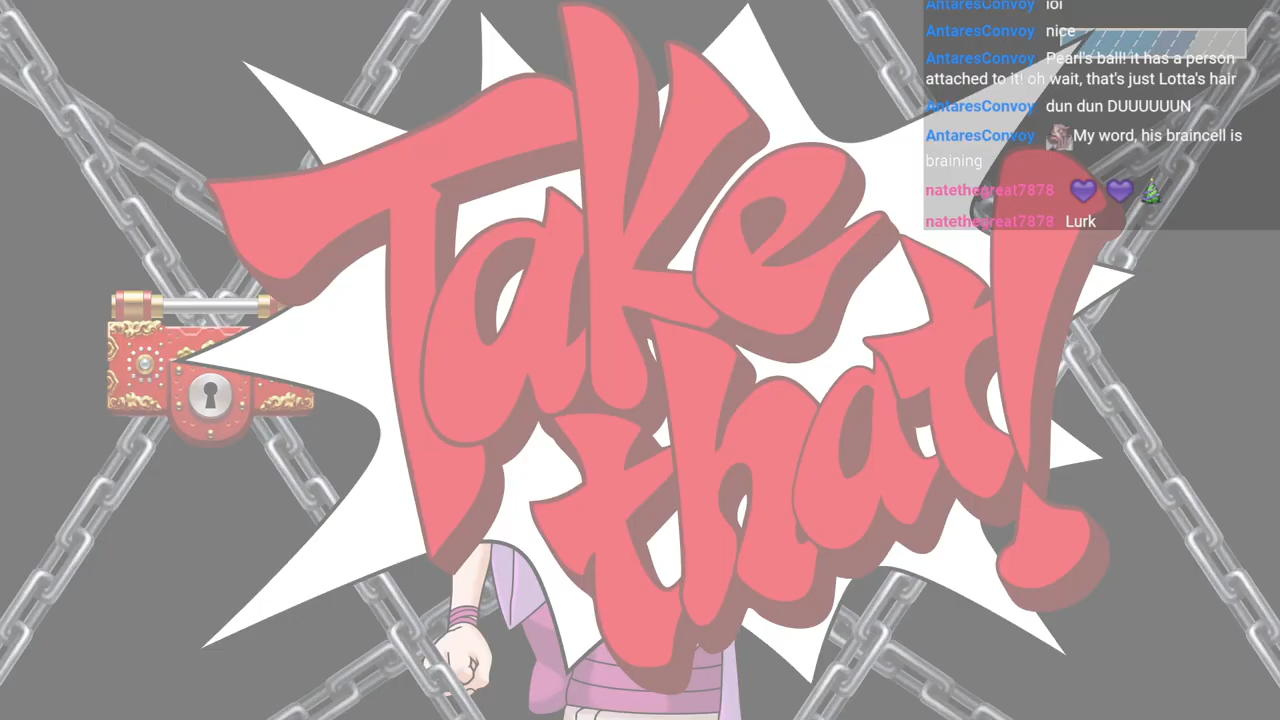 Take
that!
AntaresConvoy ioi
AntaresConvoy nice
AntaresConvoy Pearl's ball! it has a person
attached to it! oh wait, that's just Lotta's hair
AntaresConvoy dun dun DUUUUUUN
AntaresConvoy My word, his braincell is
braining
natethegreat7878
natethegreat7878 Lurk